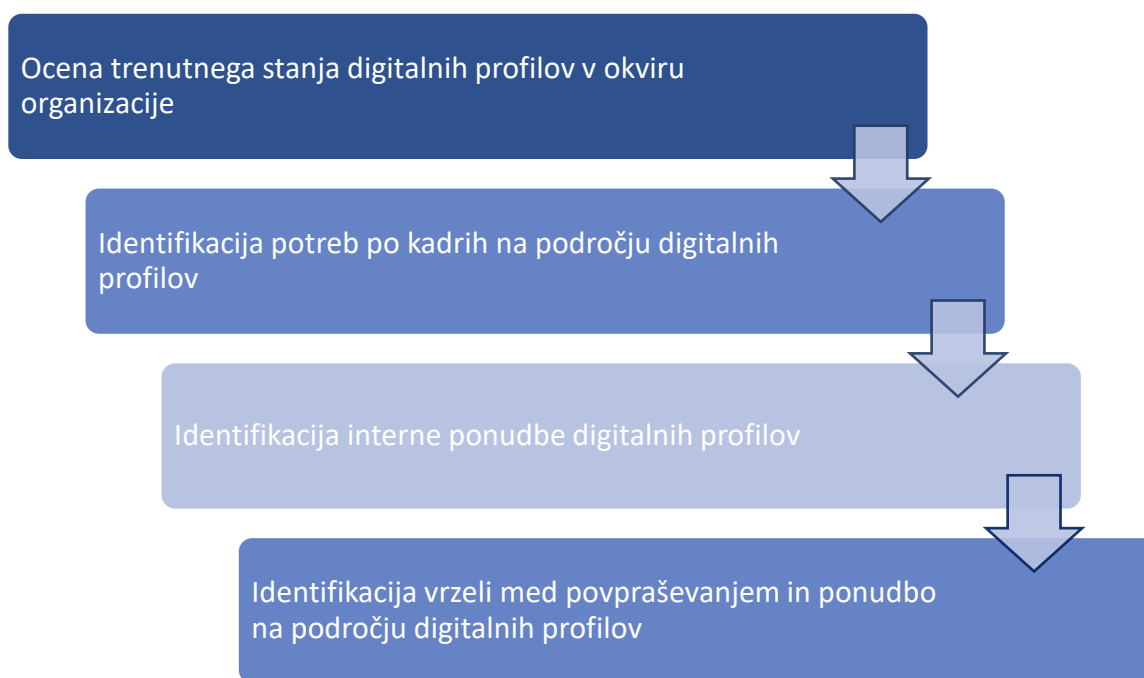 Ocena trenutnega stanja digitalnih profilov v okviru
organizacije
Identifikacija potreb po kadrih na področju digitalnih
profilov
Identifikacija interne ponudbe digitalnih profilov
Identifikacija vrzeli med povpraševanjem in ponudbo
na področju digitalnih profilov